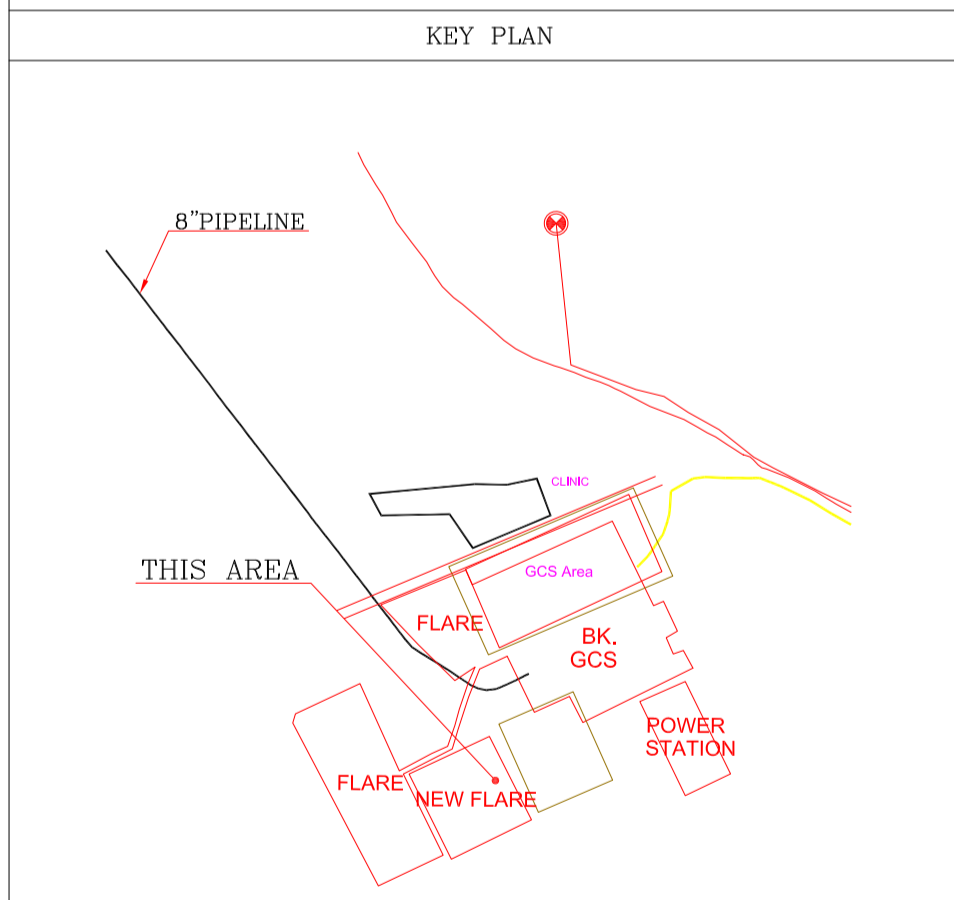 KEY PLAN
8"PIPELINE
CLINIC
THIS AREA
GCS Area
FLARE
BK.
GCS
POWER
STATION
FLARE
NEW FLARE